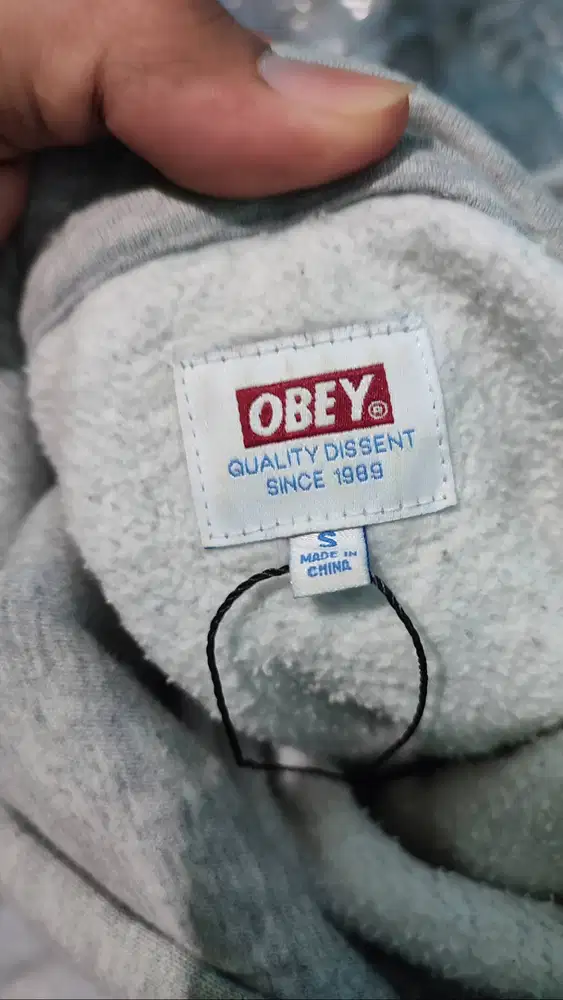 OBEY®
QUALITY DISSENT
SINCE 1989
S
MADE IN
CHINA